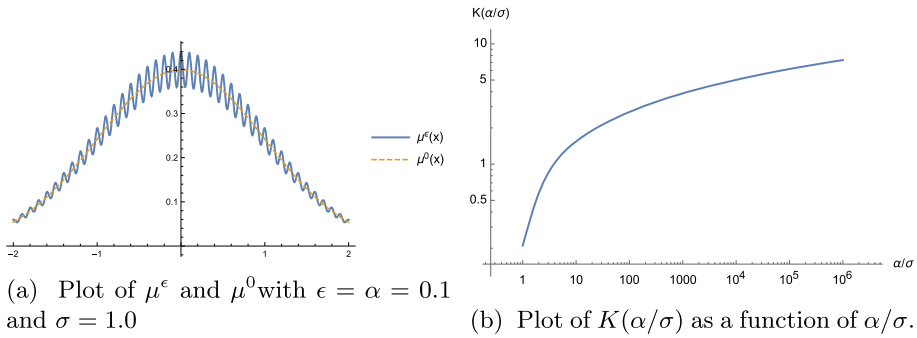 0.4
0.3
0.2
0.1
−2
−1
1
2
μ^ϵ(x)
μ^0(x)
(a) Plot of μ^ϵ and μ^0with ϵ = α = 0.1
and σ = 1.0
K(α/σ)
10
5
1
0.5
1
10
100
1000
10^4
10^5
10^6
α/σ
(b) Plot of K(α/σ) as a function of α/σ.